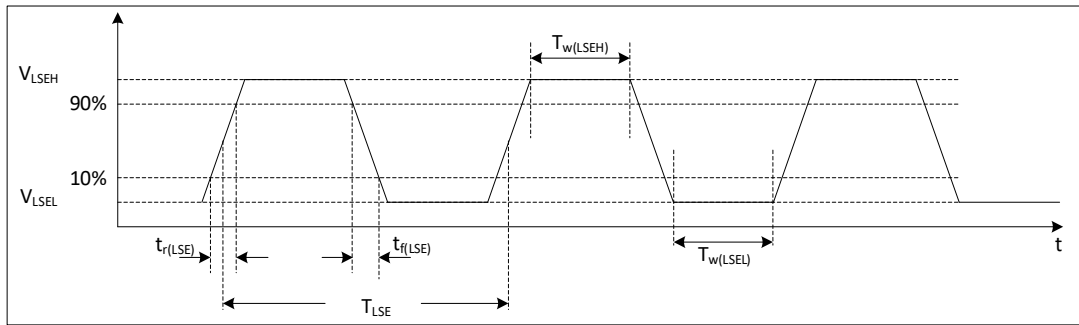 T_w(LSEH)
V_LSEH
90%
10%
V_LSEL
t_r(LSE)
t_f(LSE)
T_w(LSEL)
t
T_LSE